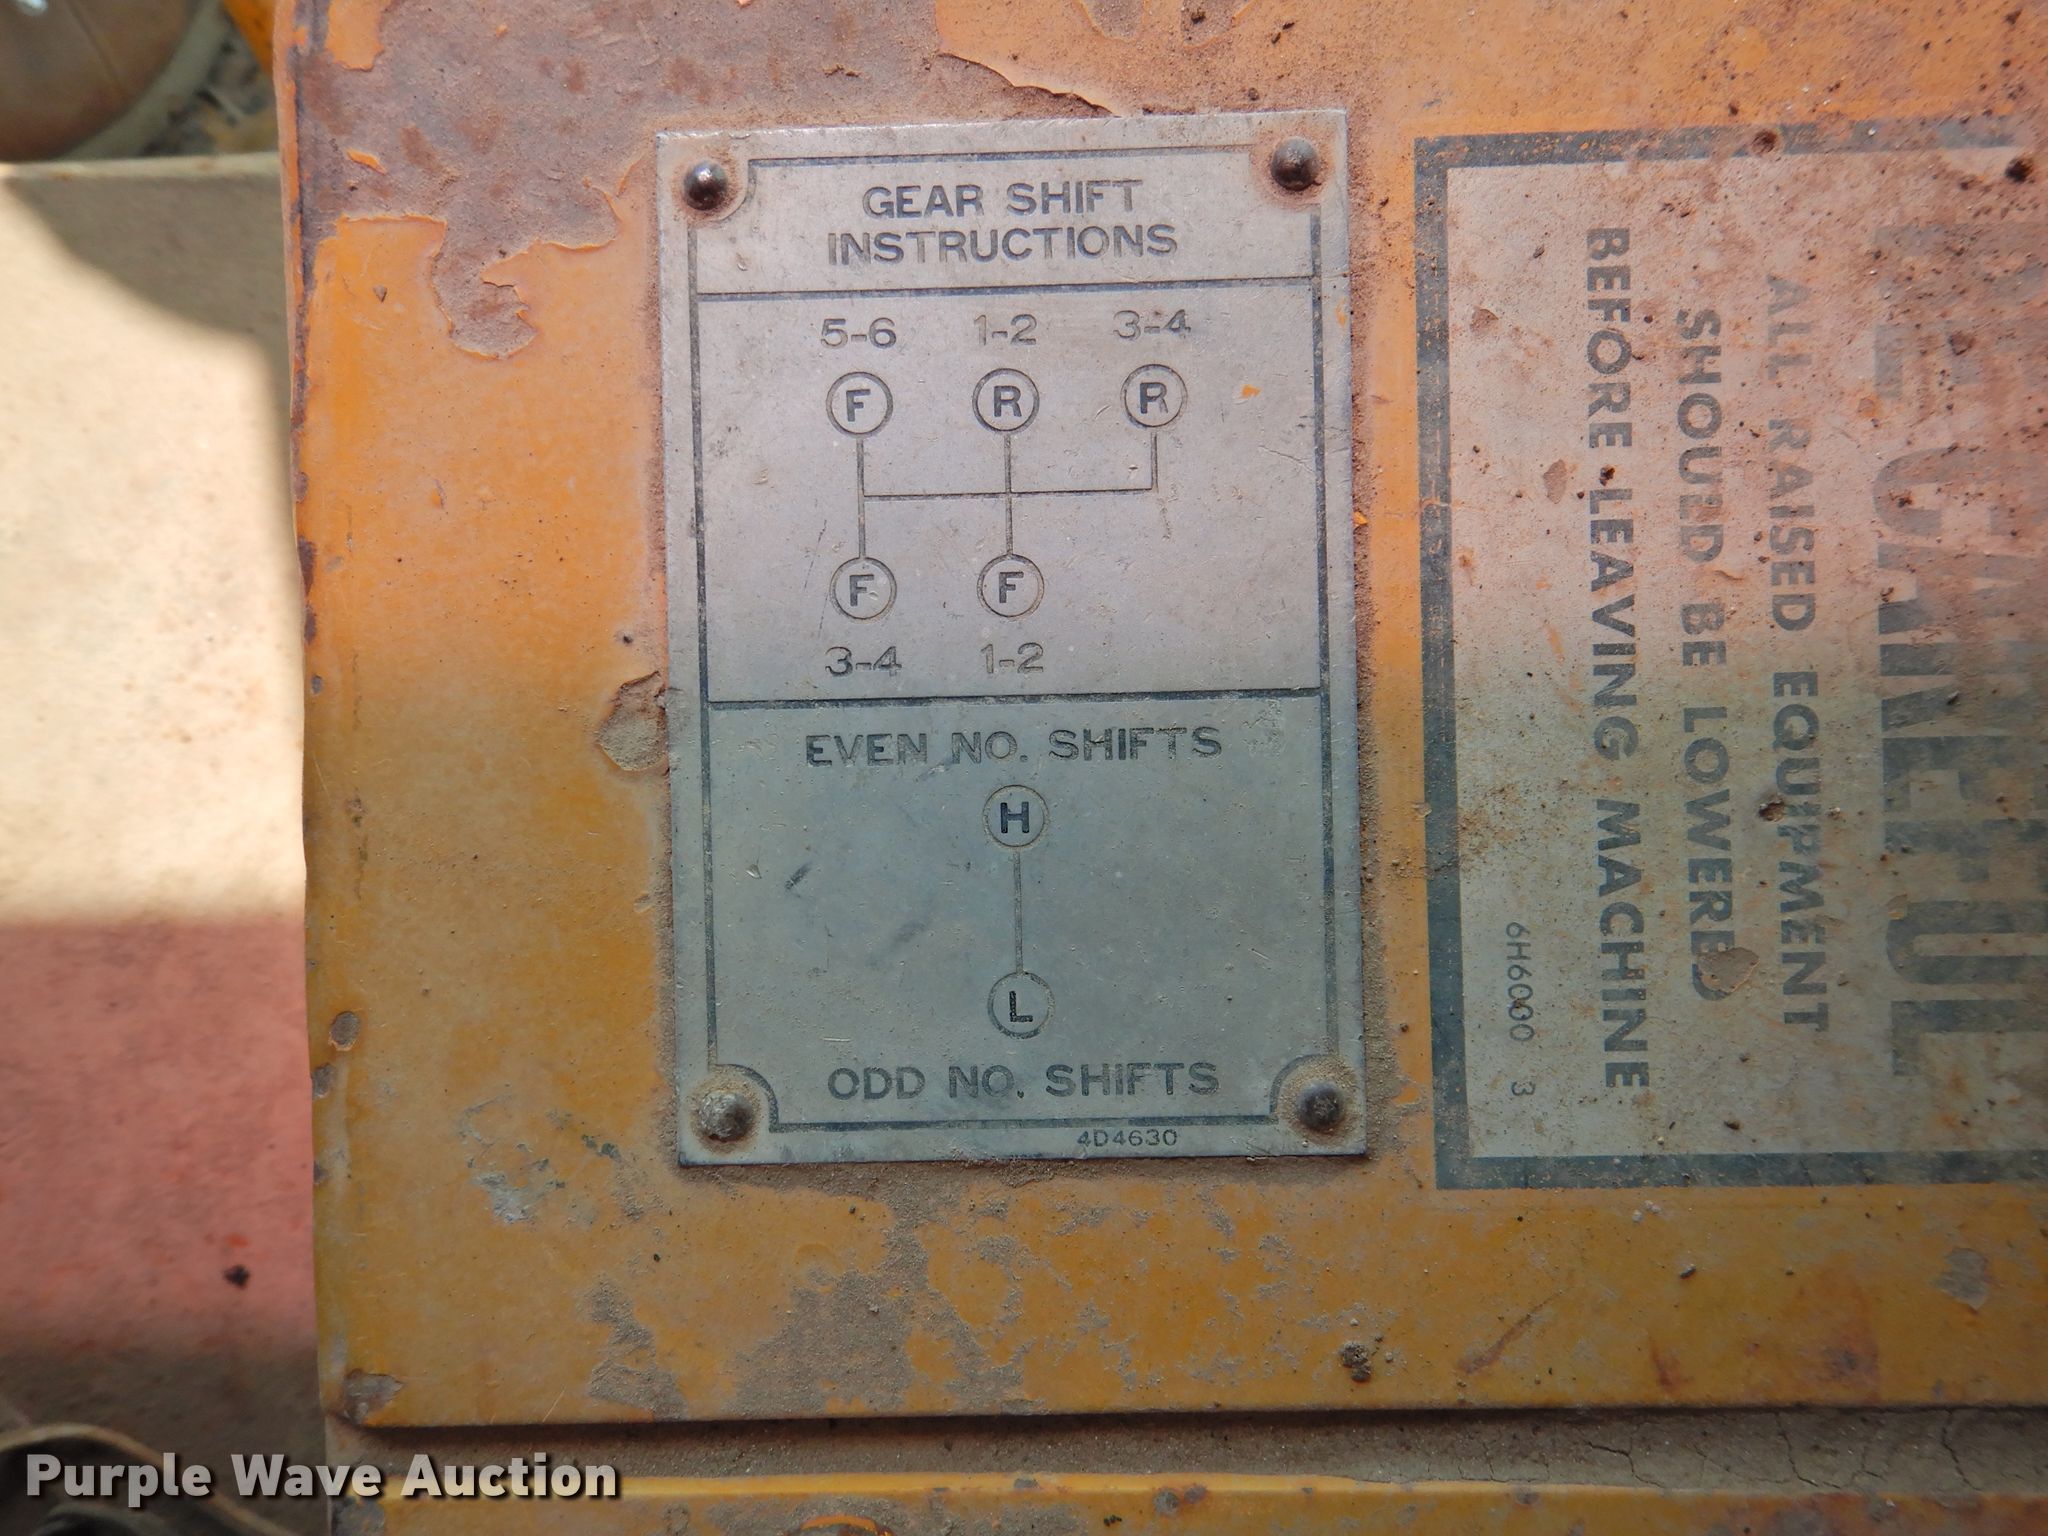 GEAR SHIFT
INSTRUCTIONS
5-6 1-2 3-4
F R R
F F
3-4 1-2
EVEN NO. SHIFTS
H
L
ODD NO. SHIFTS
4D4630
CAREFUL
ALL RAISED EQUIPMENT
SHOULD BE LOWERED
BEFORE LEAVING MACHINE
6H6000 3
Purple Wave Auction